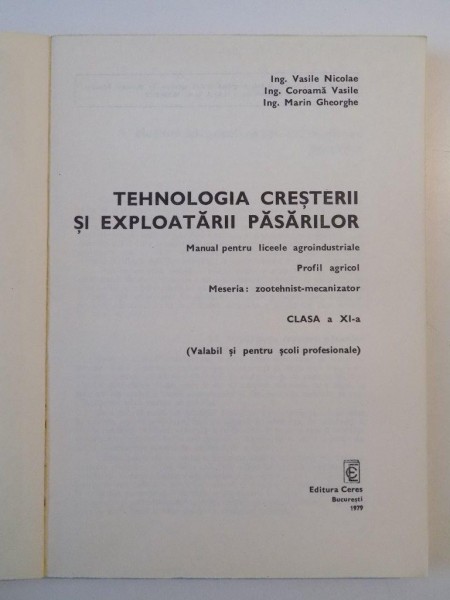 Ing. Vasile Nicolae
Ing. Coroamă Vasile
Ing. Marin Gheorghe
TEHNOLOGIA CREȘTERII
ȘI EXPLOATĂRII PĂSĂRILOR
Manual pentru liceele agroindustriale
Profil agricol
Meseria: zootehnist-mecanizator
CLASA a XI-a
(Valabil și pentru școli profesionale)
Editura Ceres
București
1979